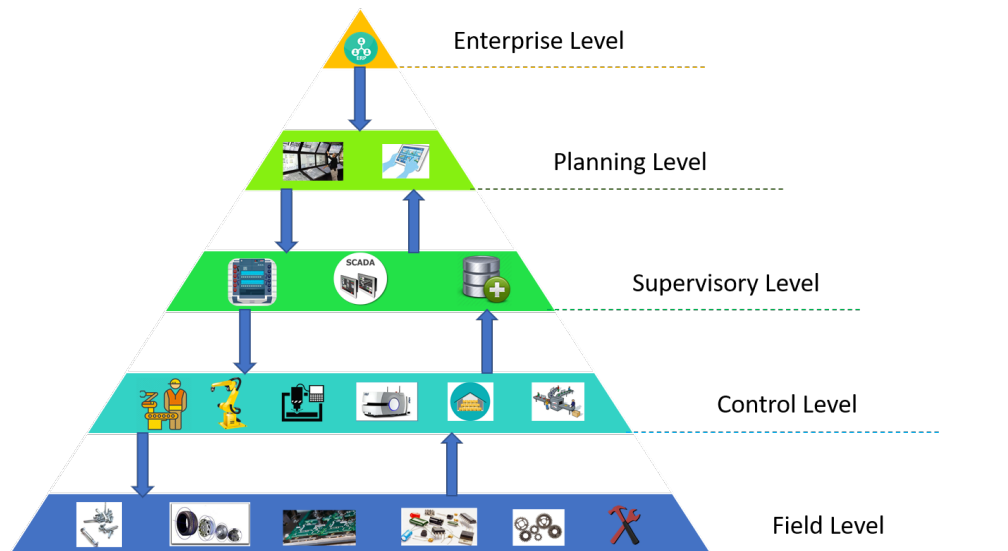 Enterprise Level
ERP
Planning Level
SCADA
Supervisory Level
Control Level
Field Level